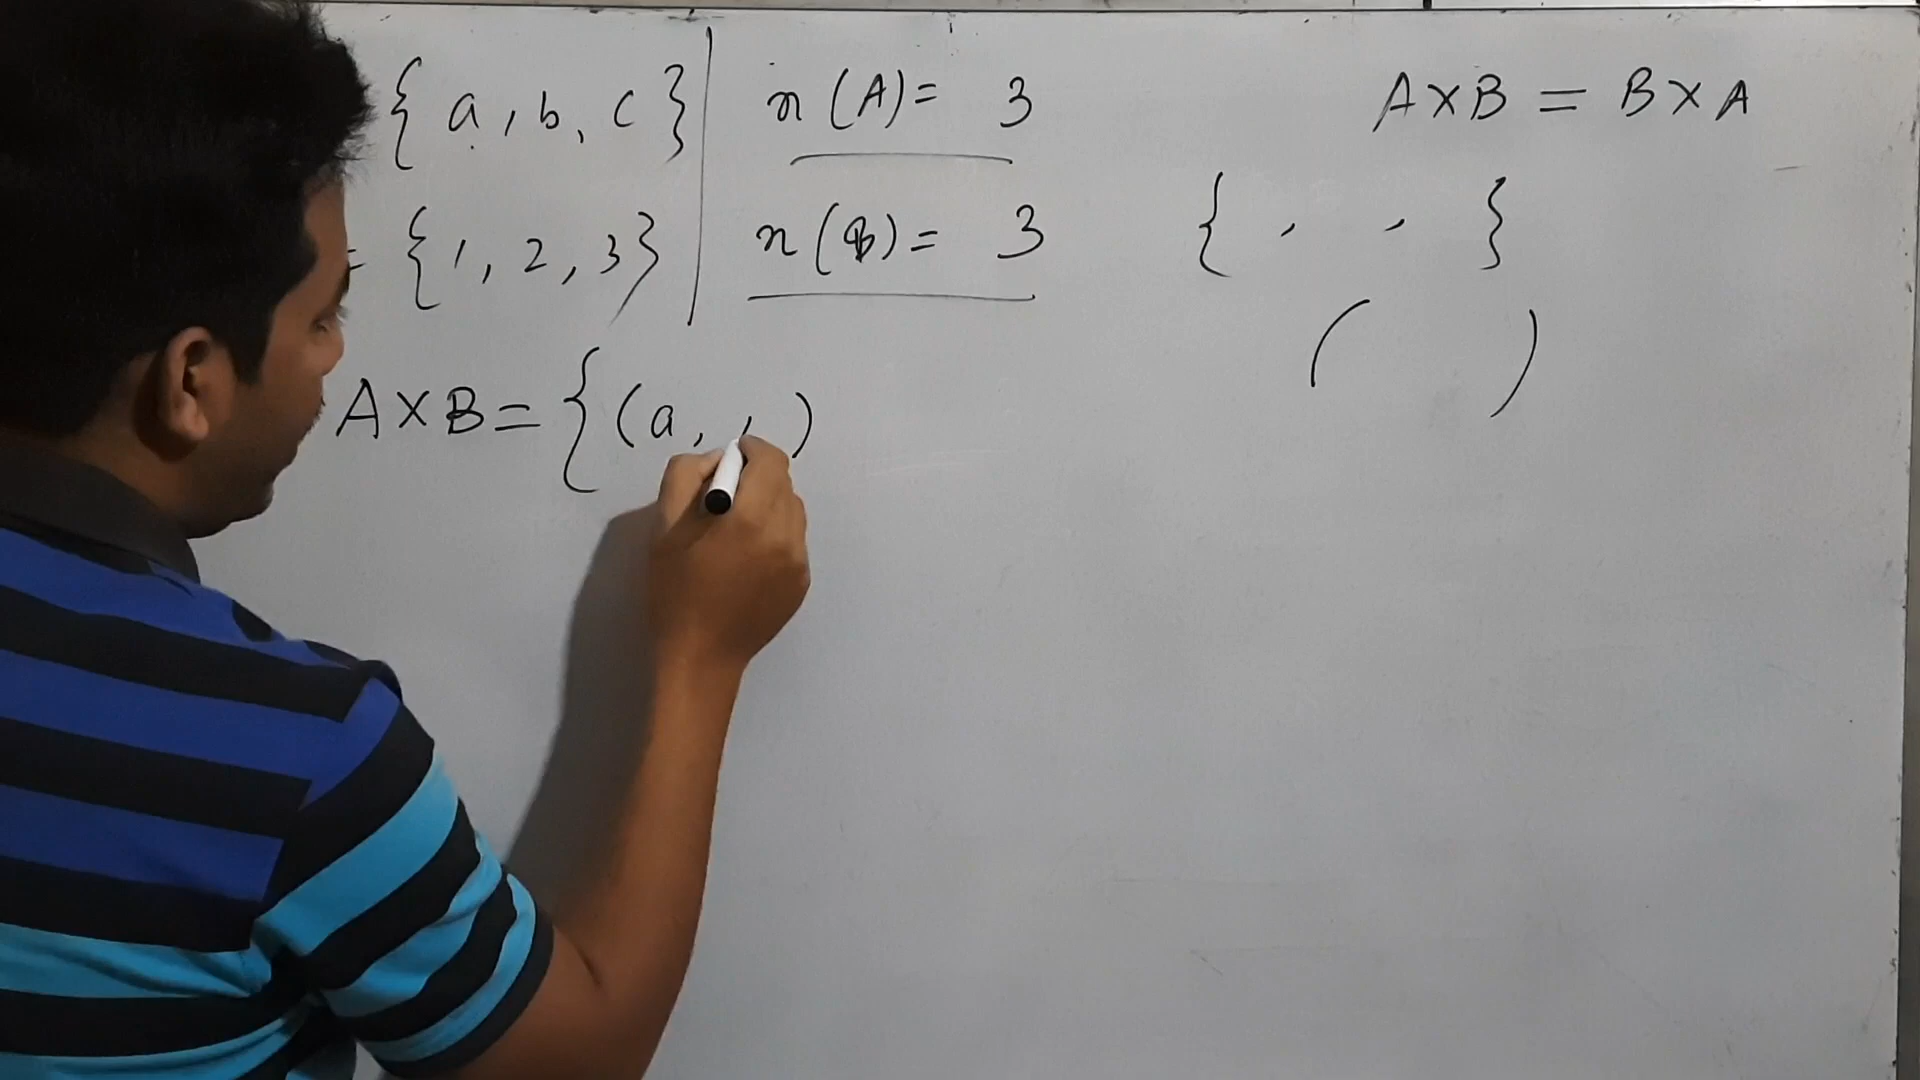 { a, b, c } n(A) = 3
= { 1, 2, 3 } n(B) = 3
A×B = { (a, )
A×B = B×A
{ , , }
( )